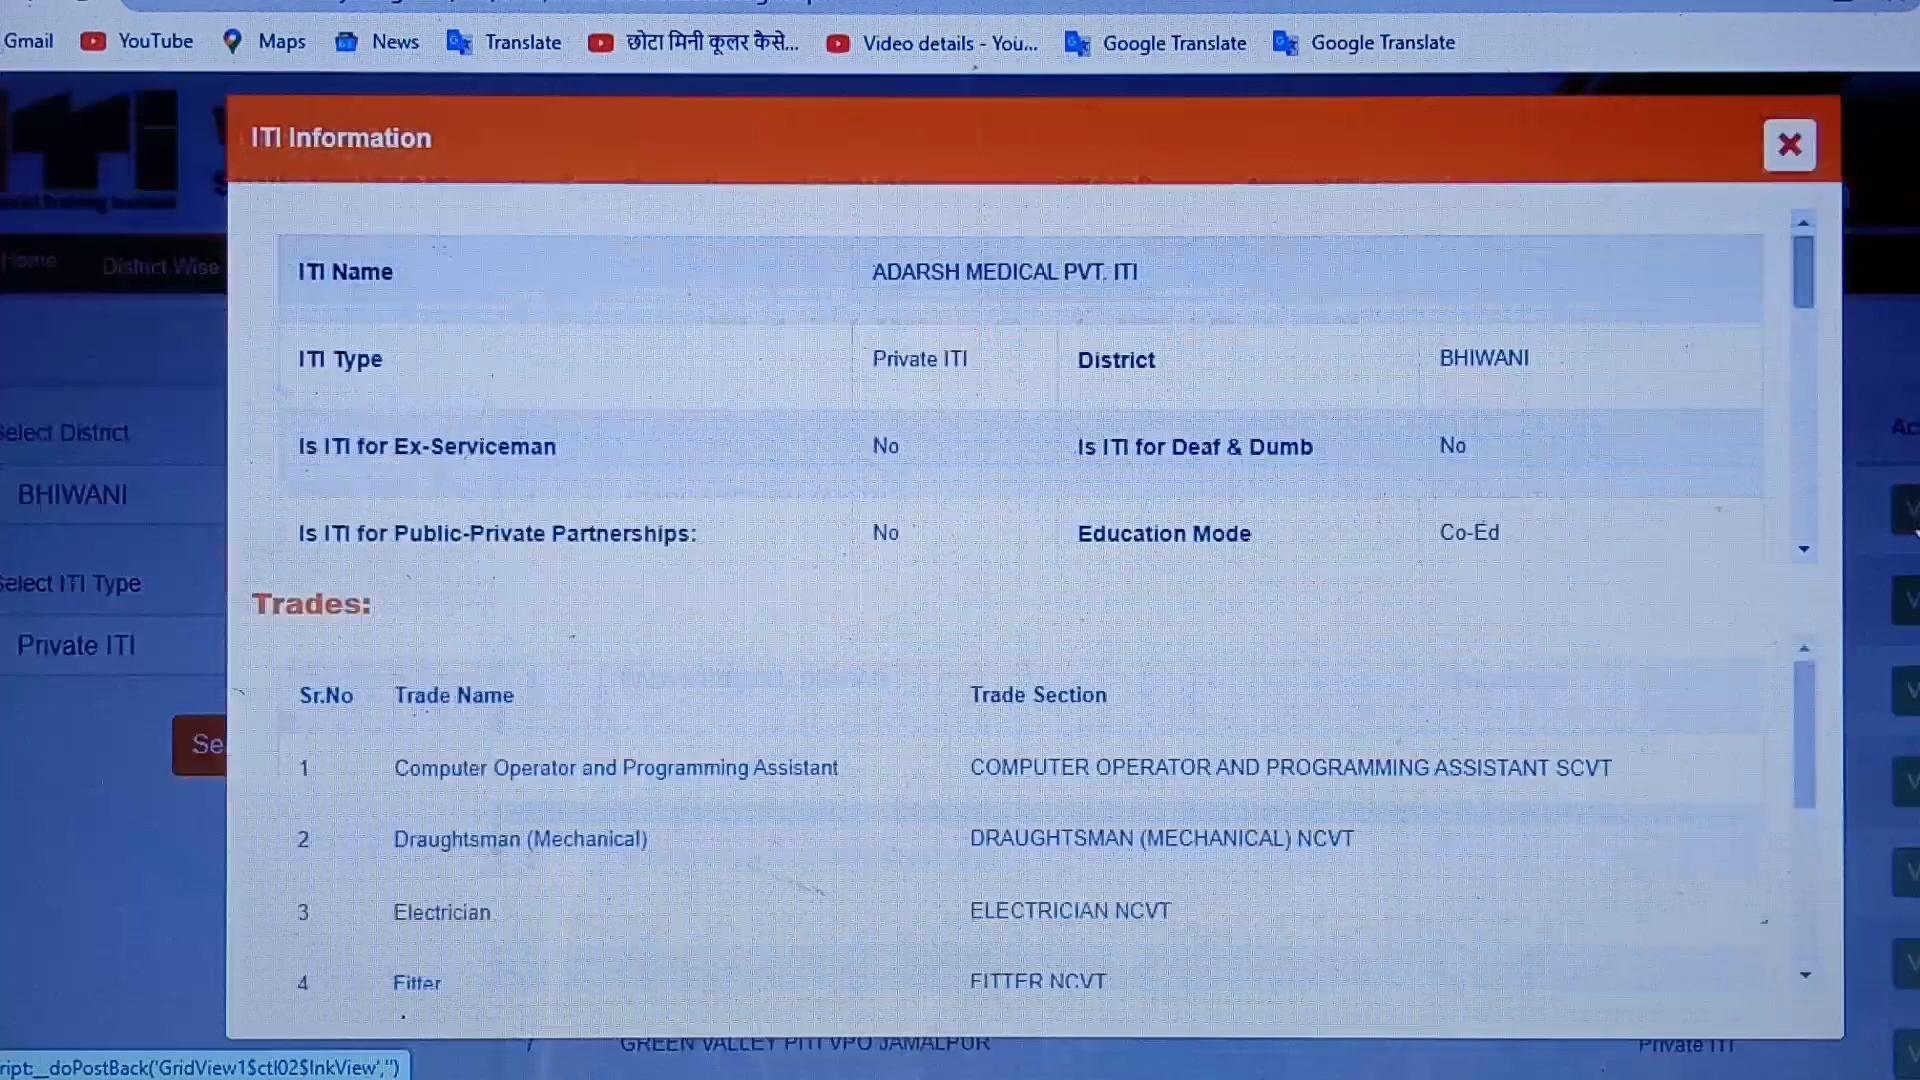 Gmail YouTube Maps News Translate छोटा मिनी कूलर कैसे... Video details - You... Google Translate Google Translate
ITI Information
Home District Wise
ITI Name ADARSH MEDICAL PVT. ITI
ITI Type Private ITI District BHIWANI
Select District
Is ITI for Ex-Serviceman No Is ITI for Deaf & Dumb No
BHIWANI
Is ITI for Public-Private Partnerships: No Education Mode Co-Ed
Select ITI Type
Trades:
Private ITI
Sr.No Trade Name Trade Section
Se
1 Computer Operator and Programming Assistant COMPUTER OPERATOR AND PROGRAMMING ASSISTANT SCVT
2 Draughtsman (Mechanical) DRAUGHTSMAN (MECHANICAL) NCVT
3 Electrician ELECTRICIAN NCVT
4 Fitter FITTER NCVT
7 GREEN VALLEY PITI VPO JAMALPUR Private ITI
ript:__doPostBack('GridView1$ctl02$lnkView','')